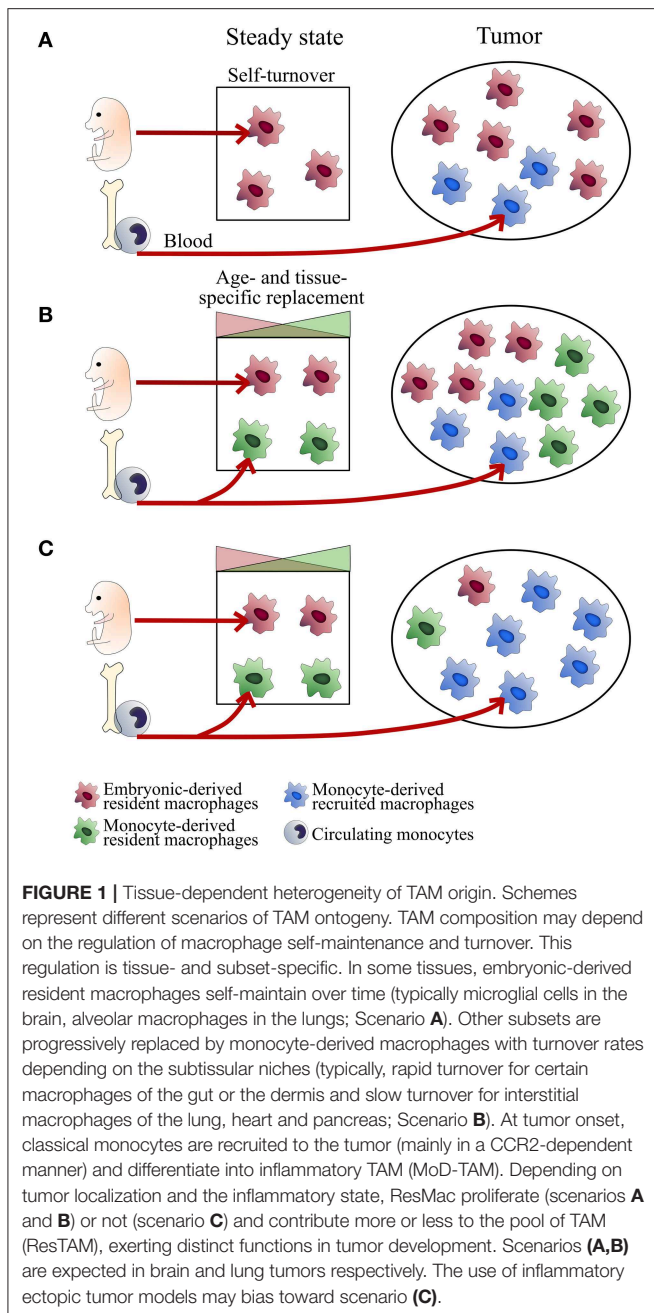 A
Steady state
Tumor
Self-turnover
Blood
Age- and tissue-
specific replacement
B
C
Embryonic-derived
resident macrophages
Monocyte-derived
recruited macrophages
Monocyte-derived
resident macrophages
Circulating monocytes
FIGURE 1 | Tissue-dependent heterogeneity of TAM origin. Schemes
represent different scenarios of TAM ontogeny. TAM composition may depend
on the regulation of macrophage self-maintenance and turnover. This
regulation is tissue- and subset-specific. In some tissues, embryonic-derived
resident macrophages self-maintain over time (typically microglial cells in the
brain, alveolar macrophages in the lungs; Scenario A). Other subsets are
progressively replaced by monocyte-derived macrophages with turnover rates
depending on the subtissular niches (typically, rapid turnover for certain
macrophages of the gut or the dermis and slow turnover for interstitial
macrophages of the lung, heart and pancreas; Scenario B). At tumor onset,
classical monocytes are recruited to the tumor (mainly in a CCR2-dependent
manner) and differentiate into inflammatory TAM (MoD-TAM). Depending on
tumor localization and the inflammatory state, ResMac proliferate (scenarios A
and B) or not (scenario C) and contribute more or less to the pool of TAM
(ResTAM), exerting distinct functions in tumor development. Scenarios (A,B)
are expected in brain and lung tumors respectively. The use of inflammatory
ectopic tumor models may bias toward scenario (C).